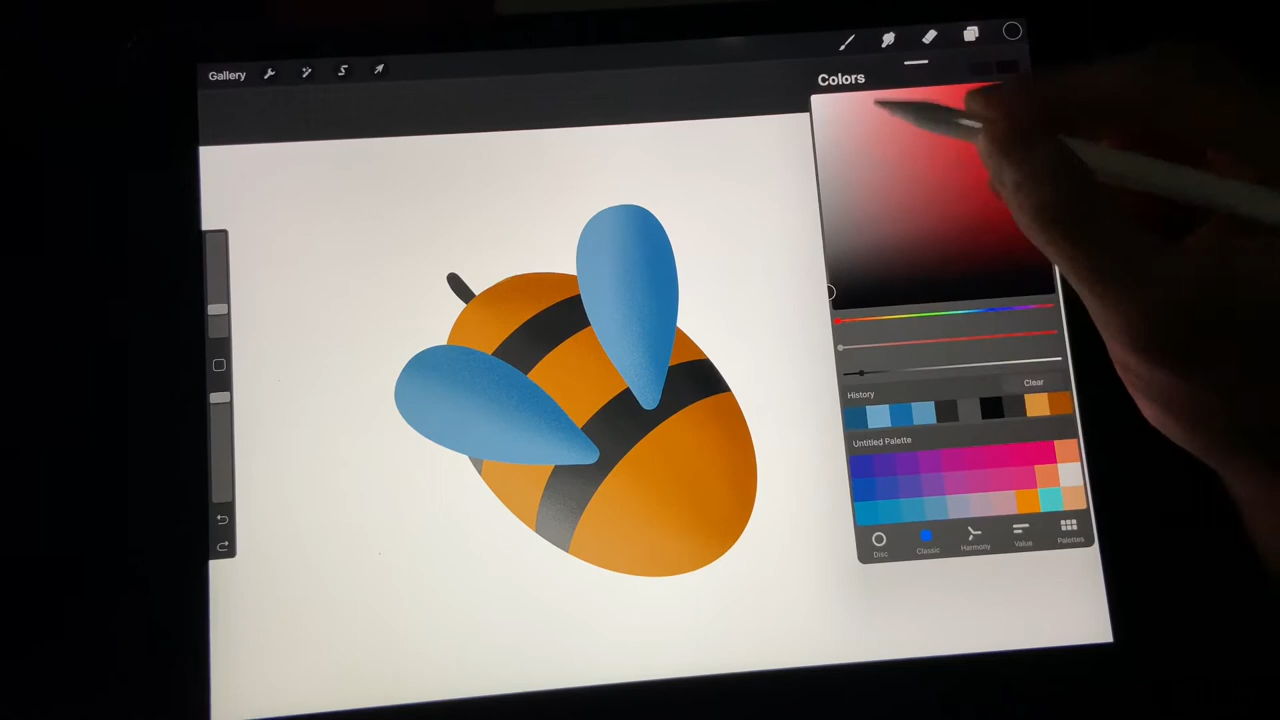 Gallery
Colors
History
Clear
Untitled Palette
Disc
Classic
Harmony
Value
Palettes